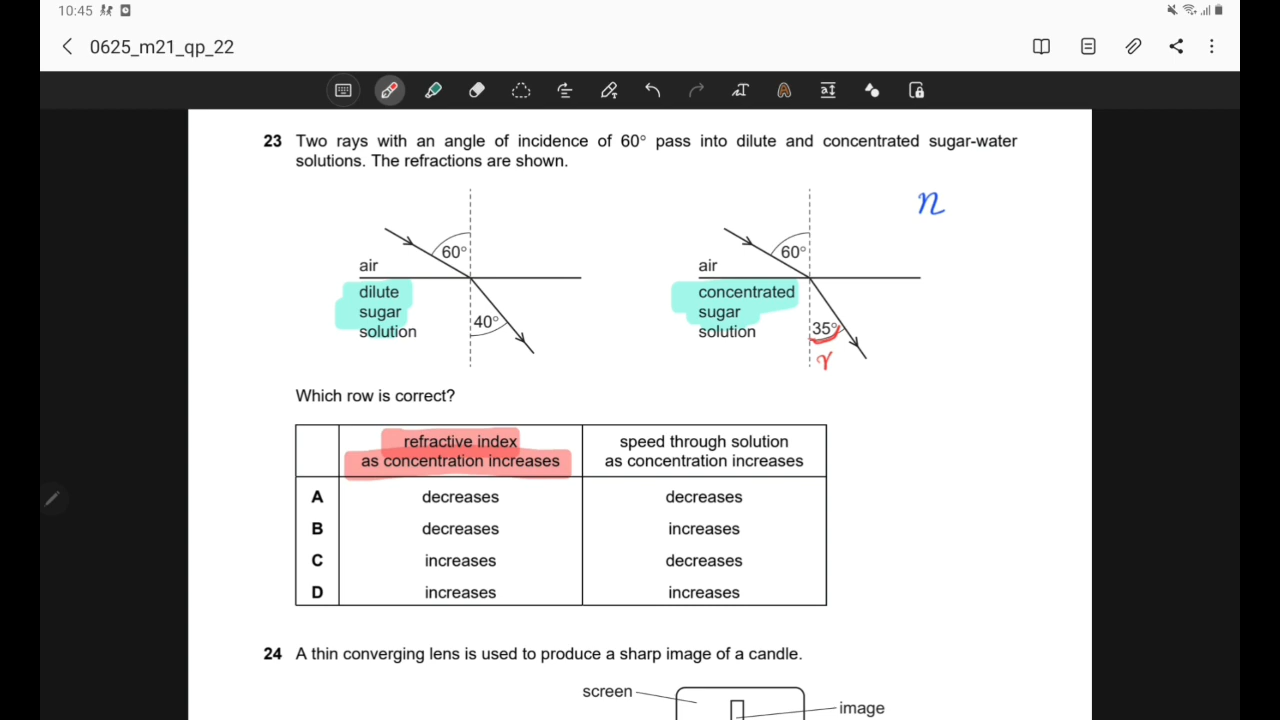 10:45
0625_m21_qp_22
23 Two rays with an angle of incidence of 60° pass into dilute and concentrated sugar-water
solutions. The refractions are shown.
n
60°
air
dilute
sugar
solution
40°
60°
air
concentrated
sugar
solution
35°
r
Which row is correct?
refractive index
as concentration increases
speed through solution
as concentration increases
A decreases decreases
B decreases increases
C increases decreases
D increases increases
24 A thin converging lens is used to produce a sharp image of a candle.
screen
image